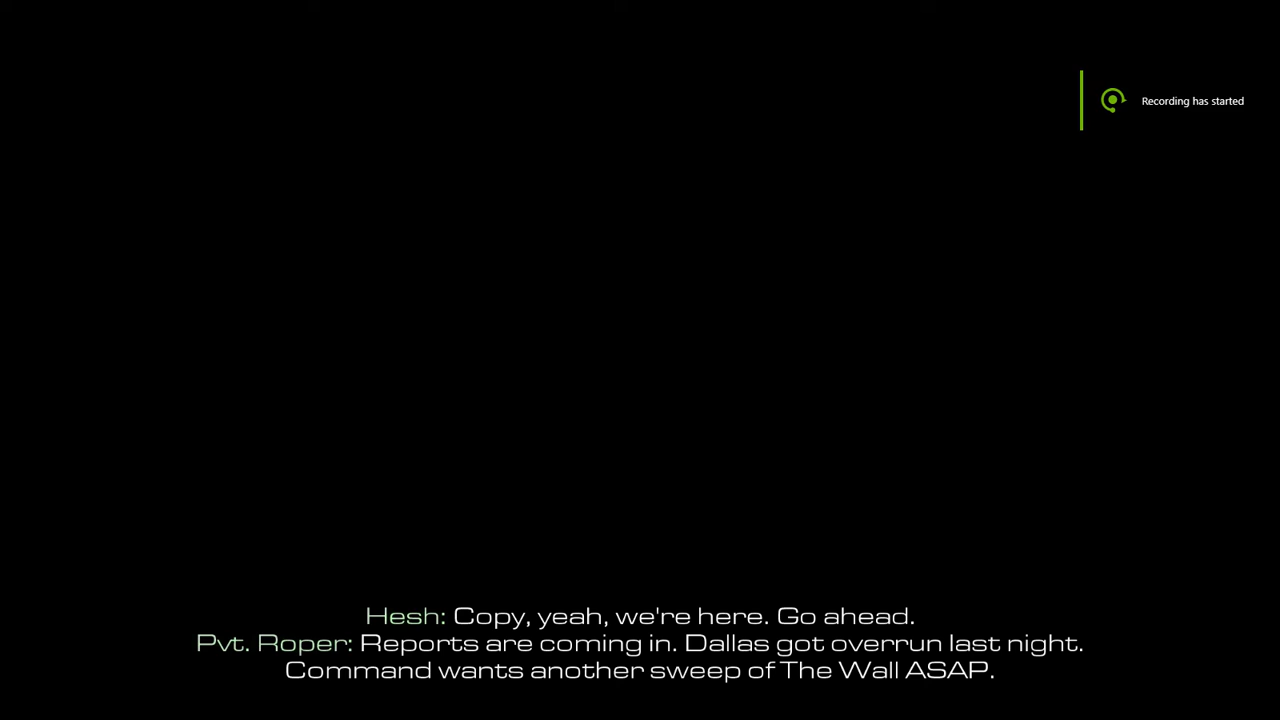 Recording has started
Hesh: Copy, yeah, we're here. Go ahead.
Pvt. Roper: Reports are coming in. Dallas got overrun last night.
Command wants another sweep of The Wall ASAP.